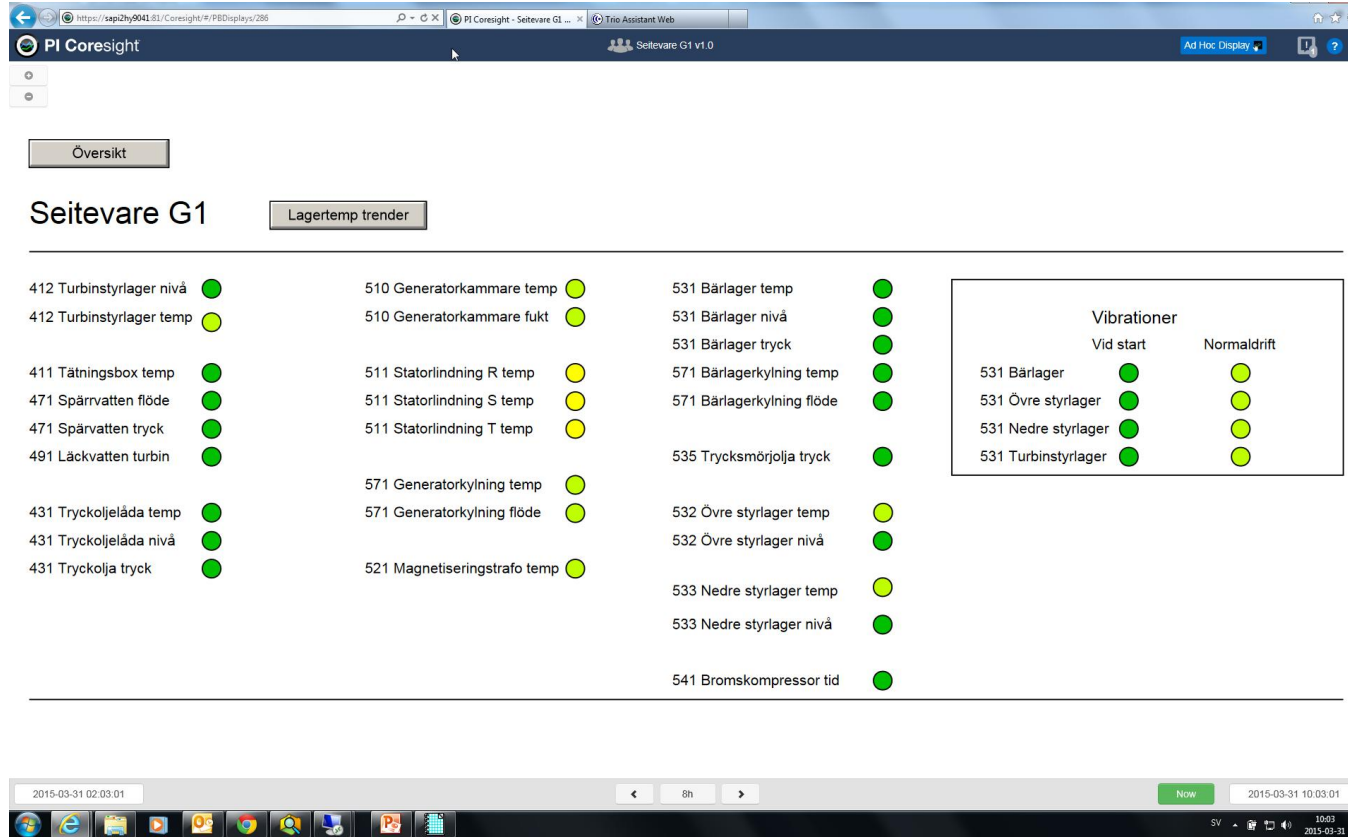 https://sapi2hy9041:81/Coresight/#/PBDisplays/286
PI Coresight - Seitevare G1 ...
Trio Assistant Web
PI Coresight
Seitevare G1 v1.0
Ad Hoc Display
Översikt
Seitevare G1
Lagertemp trender
412 Turbinstyrlager nivå
412 Turbinstyrlager temp
411 Tätningsbox temp
471 Spärrvatten flöde
471 Spärvatten tryck
491 Läckvatten turbin
431 Tryckoljelåda temp
431 Tryckoljelåda nivå
431 Tryckolja tryck
510 Generatorkammare temp
510 Generatorkammare fukt
511 Statorlindning R temp
511 Statorlindning S temp
511 Statorlindning T temp
571 Generatorkylning temp
571 Generatorkylning flöde
521 Magnetiseringstrafo temp
531 Bärlager temp
531 Bärlager nivå
531 Bärlager tryck
571 Bärlagerkylning temp
571 Bärlagerkylning flöde
535 Trycksmörjolja tryck
532 Övre styrlager temp
532 Övre styrlager nivå
533 Nedre styrlager temp
533 Nedre styrlager nivå
541 Bromskompressor tid
Vibrationer
Vid start Normaldrift
531 Bärlager
531 Övre styrlager
531 Nedre styrlager
531 Turbinstyrlager
2015-03-31 02:03:01
8h
Now
2015-03-31 10:03:01
SV
10:03
2015-03-31